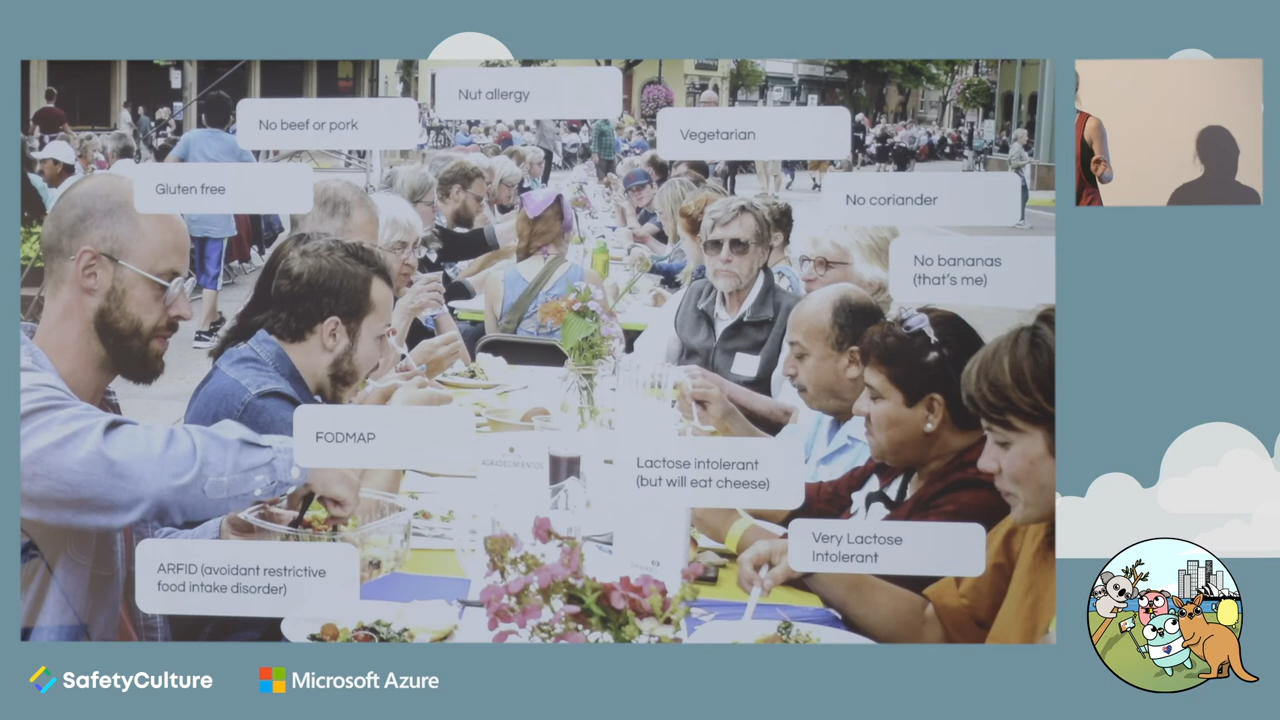 Nut allergy
No beef or pork
Vegetarian
Gluten free
No coriander
No bananas
(that's me)
FODMAP
AGRADECIMIENTOS
Lactose intolerant
(but will eat cheese)
Very Lactose
Intolerant
ARFID (avoidant restrictive
food intake disorder)
SafetyCulture
Microsoft Azure